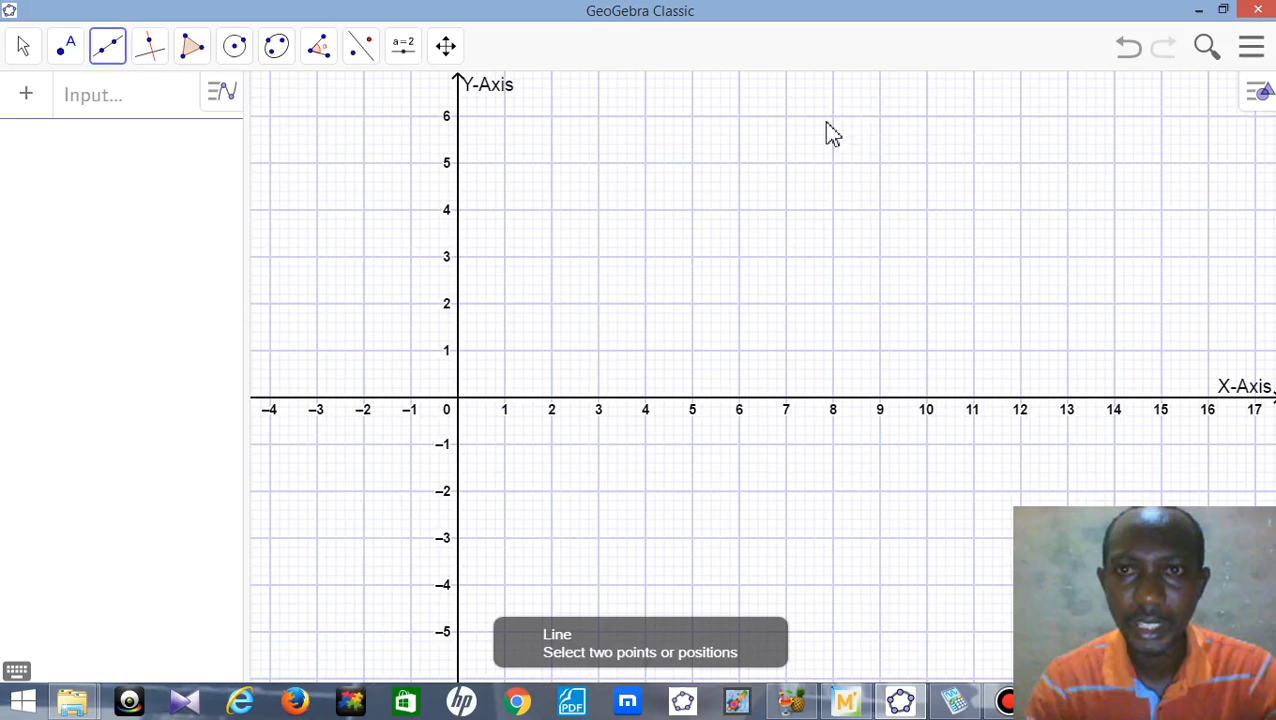 GeoGebra Classic
A
a = 2
+ Input...
Y-Axis
6
5
4
3
2
1
X-Axis
–4 –3 –2 –1 0 1 2 3 4 5 6 7 8 9 10 11 12 13 14 15 16 17
–1
–2
–3
–4
–5
Line
Select two points or positions
hp
PDF
m
M